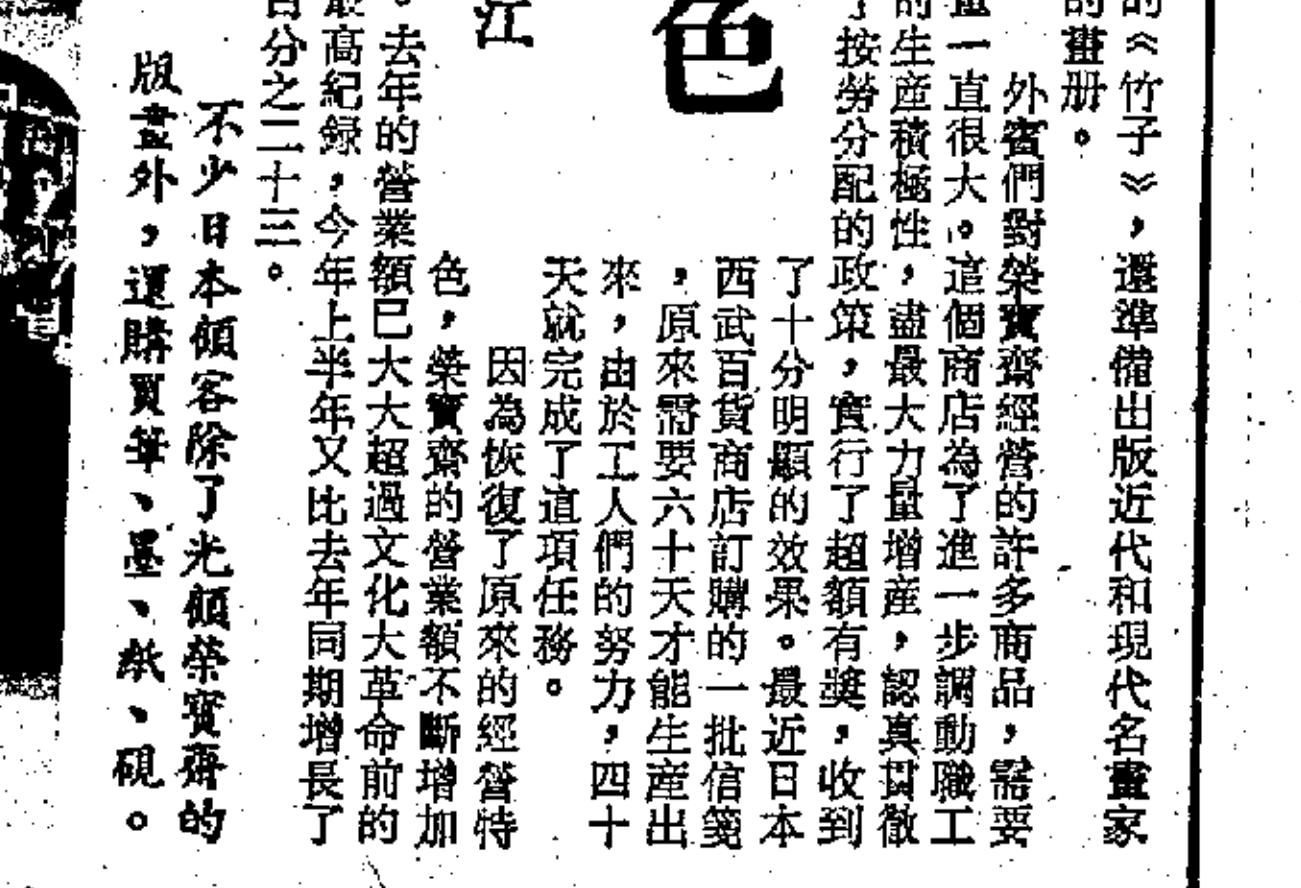 的《竹子》，還準備出版近代和現代名畫家
的畫册。
外賓們對榮寶齋經營的許多商品，需要
量一直很大。這個商店為了進一步調動職工
的生産積極性，盡最大力量增産，認真貫徹
了按勞分配的政策，實行了超額有獎，收到
了十分明顯的效果。最近日本
西武百貨商店訂購的一批信箋
，原來需要六十天才能生産出
來，由於工人們的努力，四十
天就完成了這項任務。
色
江
因為恢復了原來的經營特
色，榮寶齋的營業額不斷增加
。去年的營業額已大大超過文化大革命前的
最高紀録，今年上半年又比去年同期增長了
百分之二十三。
不少日本顧客除了光顧榮寶齋的
版畫外，還購買筆、墨、紙、硯。